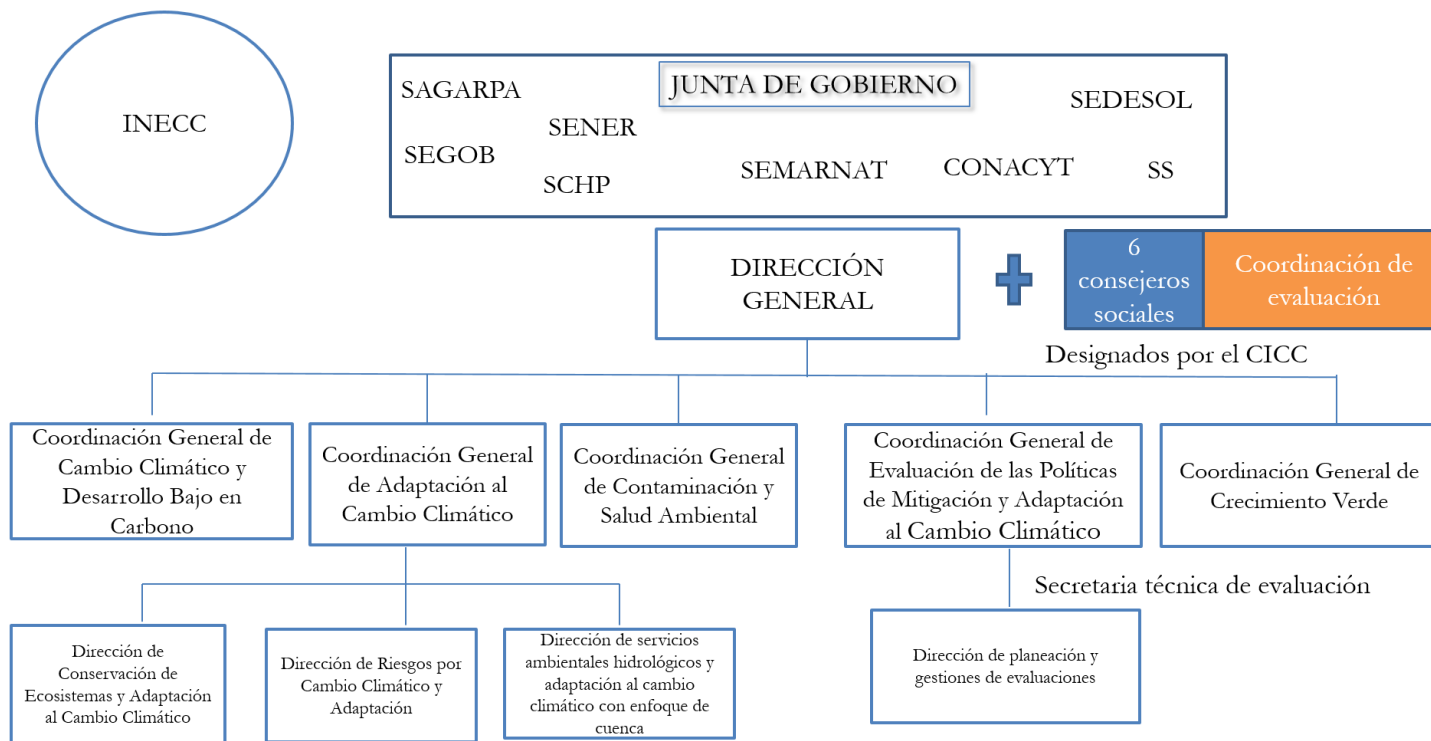 INECC
JUNTA DE GOBIERNO
SAGARPA
SEDESOL
SENER
SEGOB
SCHP
SEMARNAT
CONACYT
SS
DIRECCIÓN
GENERAL
6
consejeros
sociales
Coordinación de
evaluación
Designados por el CICC
Coordinación General de
Cambio Climático y
Desarrollo Bajo en
Carbono
Coordinación General
de Adaptación al
Cambio Climático
Coordinación General
de Contaminación y
Salud Ambiental
Coordinación General de
Evaluación de las Políticas
de Mitigación y Adaptación
al Cambio Climático
Coordinación General de
Crecimiento Verde
Secretaria técnica de evaluación
Dirección de
Conservación de
Ecosistemas y Adaptación
al Cambio Climático
Dirección de Riesgos por
Cambio Climático y
Adaptación
Dirección de servicios
ambientales hidrológicos y
adaptación al cambio
climático con enfoque de
cuenca
Dirección de planeación y
gestiones de evaluaciones